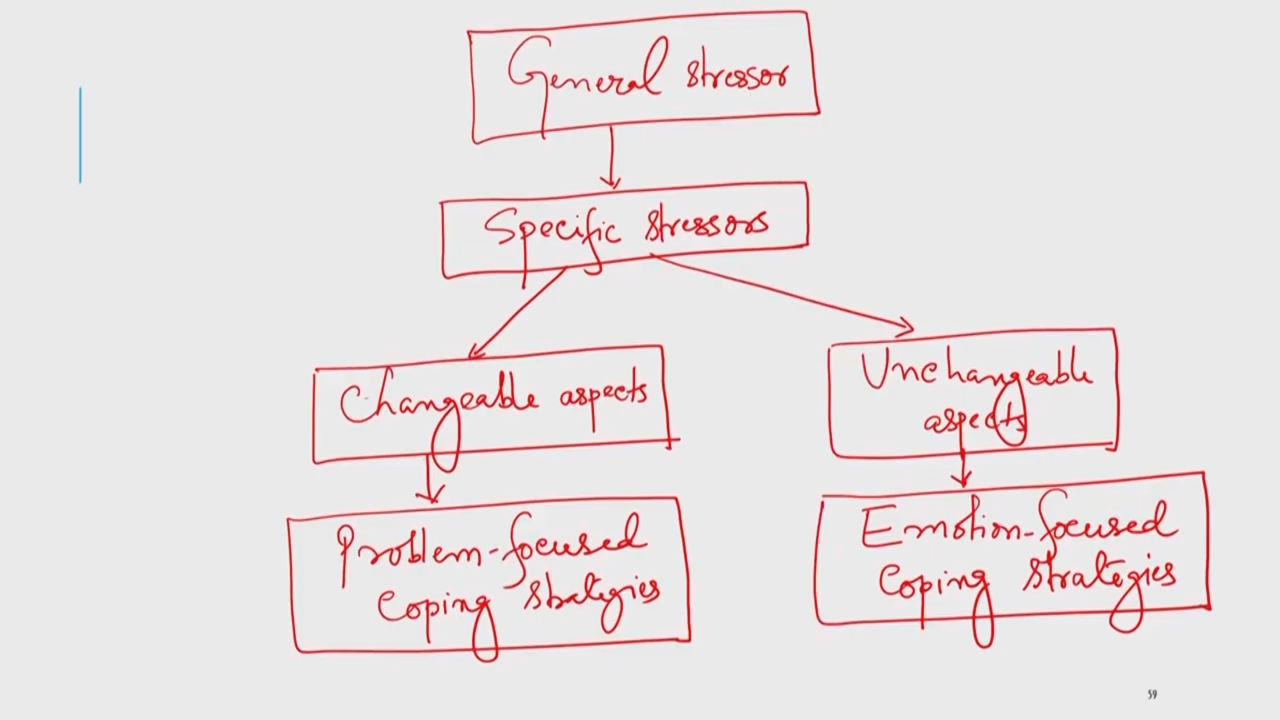 General stressor
Specific stressors
Changeable aspects
Unchangeable
aspects
Problem-focused
coping strategies
Emotion-focused
coping strategies
59